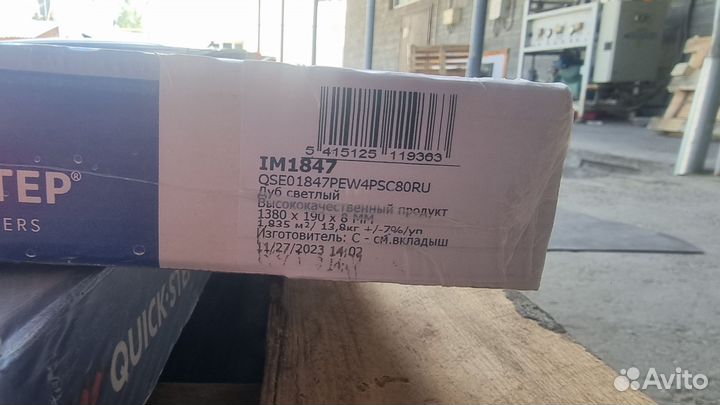 TEP®
ERS
5 415125 119363
IM1847
QSE01847PEW4PSC80RU
Дуб светлый
Высококачественный продукт
1380 x 190 x 8 ММ
1,835 м²/ 13,8кг +/-7%/уп
Изготовитель: С - см.вкладыш
11/27/2023 14:02
QUICK-STE
Avito